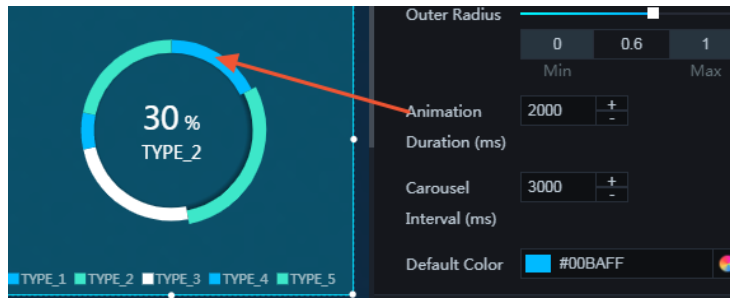 30 %
TYPE_2
TYPE_1 TYPE_2 TYPE_3 TYPE_4 TYPE_5
Outer Radius
0 0.6 1
Min Max
Animation 2000 + -
Duration (ms)
Carousel 3000 + -
Interval (ms)
Default Color #00BAFF